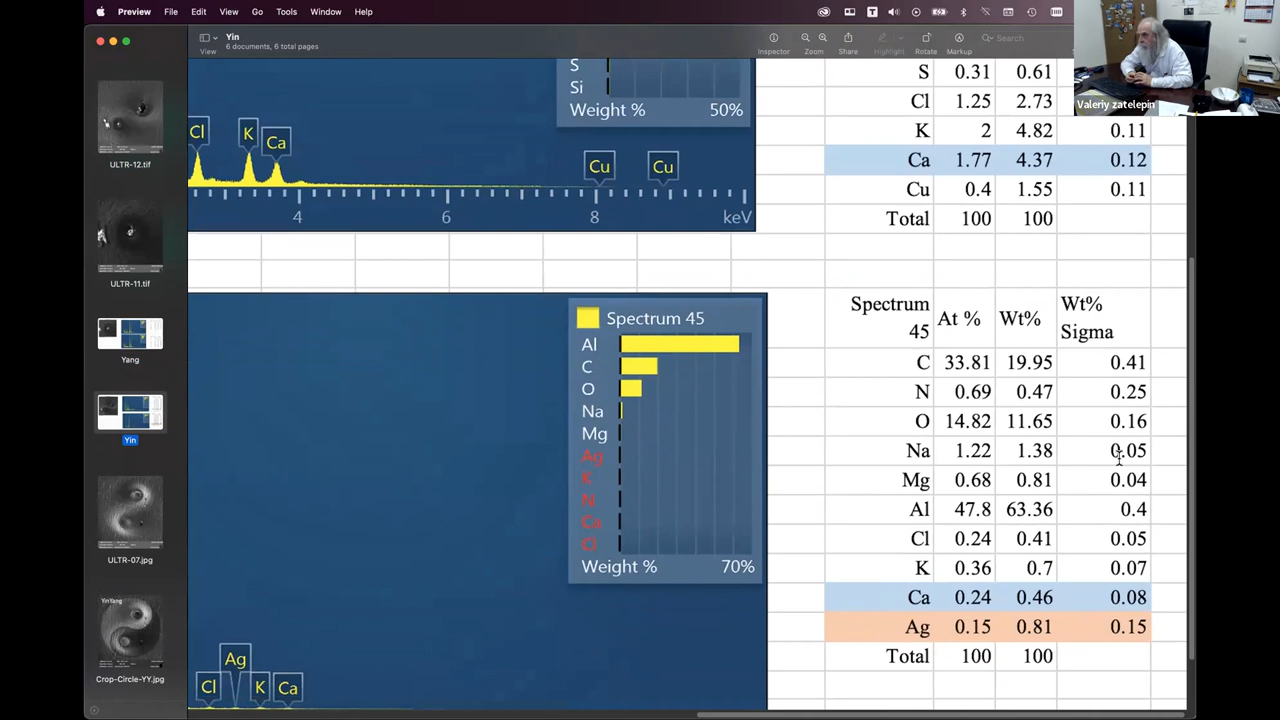 Preview File Edit View Go Tools Window Help
Yin
6 documents, 6 total pages
View
Inspector Zoom Share Highlight Rotate Markup
Search
Valeriy zatelepin
ULTR-12.tif
ULTR-11.tif
Yang
Yin
ULTR-07.jpg
YinYang
Crop-Circle-YY.jpg
S
Si
Weight % 50%
Cl K Ca Cu Cu
4 6 8 keV
S 0.31 0.61
Cl 1.25 2.73
K 2 4.82 0.11
Ca 1.77 4.37 0.12
Cu 0.4 1.55 0.11
Total 100 100
Spectrum 45
Al
C
O
Na
Mg
Ag
K
N
Ca
Cl
Weight % 70%
Ag
Cl K Ca
Spectrum 45 At % Wt% Wt% Sigma
C 33.81 19.95 0.41
N 0.69 0.47 0.25
O 14.82 11.65 0.16
Na 1.22 1.38 0.05
Mg 0.68 0.81 0.04
Al 47.8 63.36 0.4
Cl 0.24 0.41 0.05
K 0.36 0.7 0.07
Ca 0.24 0.46 0.08
Ag 0.15 0.81 0.15
Total 100 100